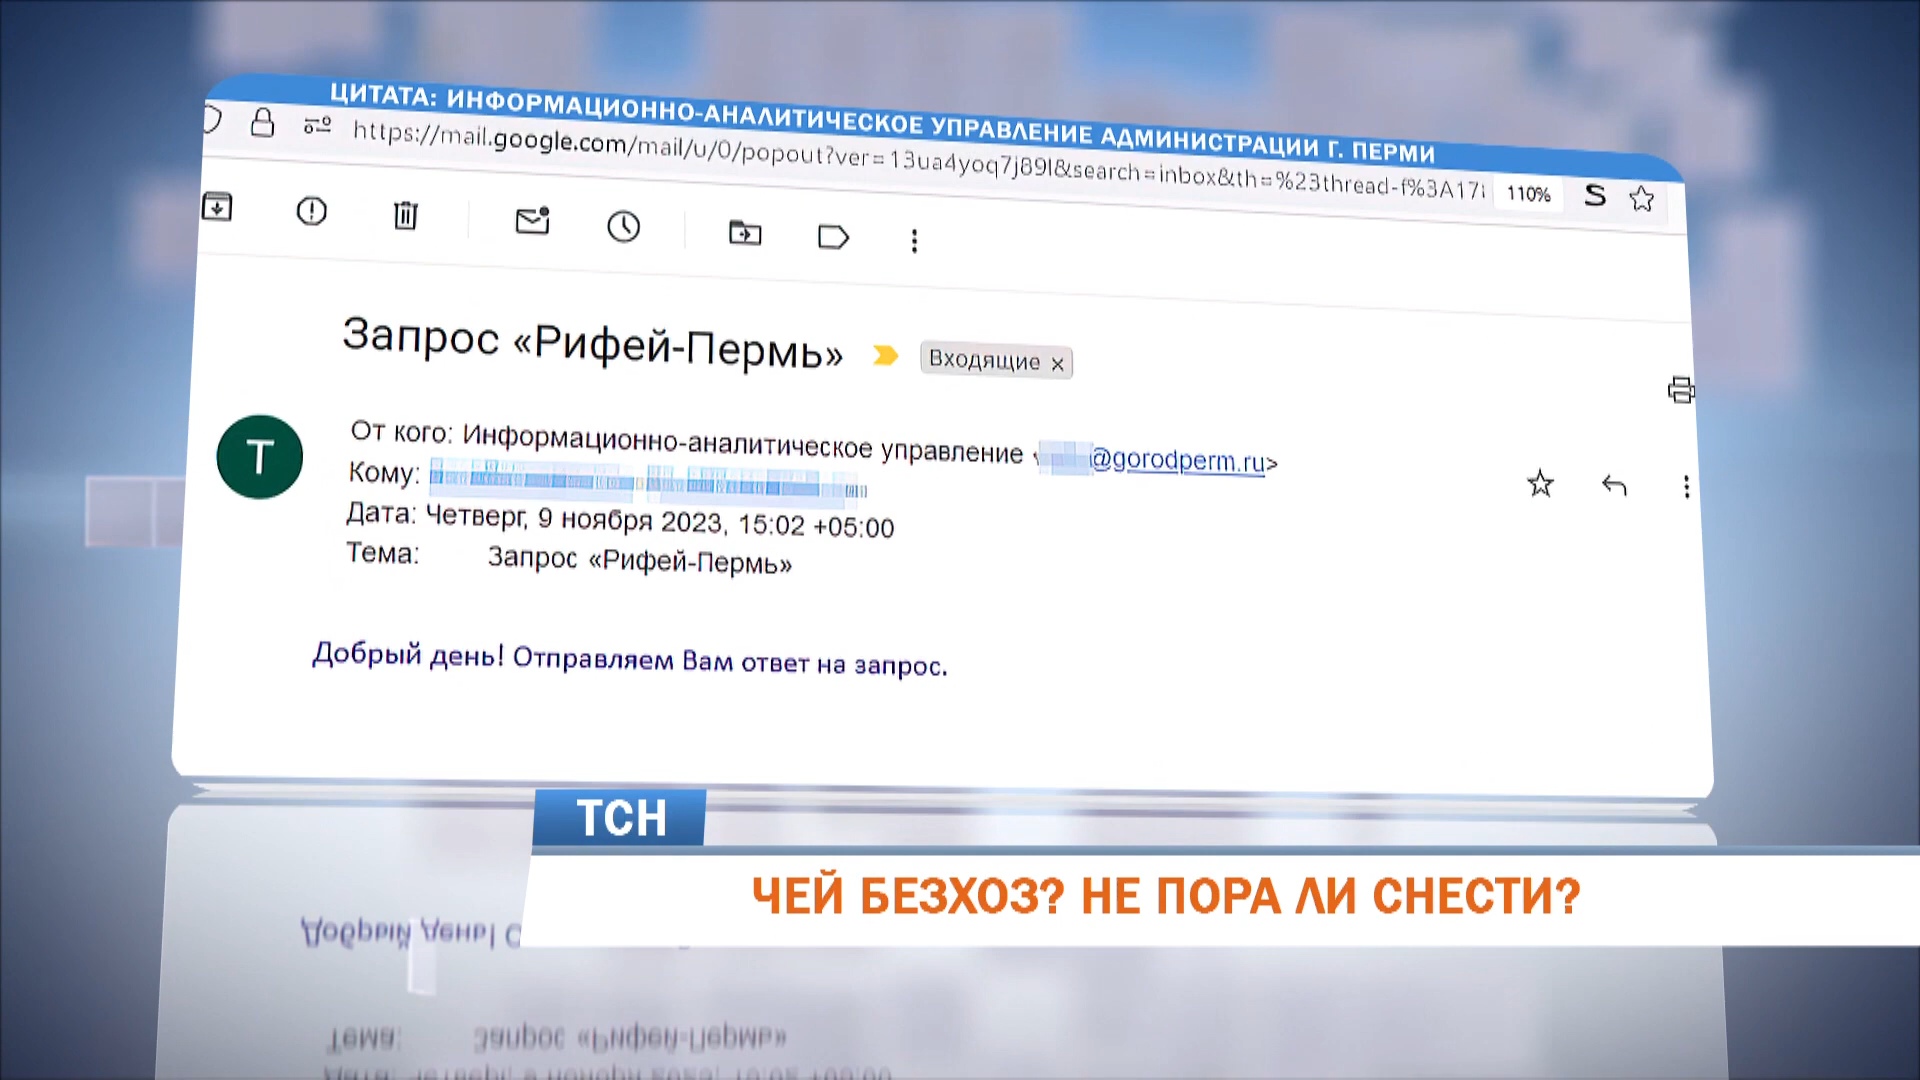 ЦИТАТА: ИНФОРМАЦИОННО-АНАЛИТИЧЕСКОЕ УПРАВЛЕНИЕ АДМИНИСТРАЦИИ Г. ПЕРМИ
https://mail.google.com/mail/u/0/popout?ver=13ua4yoq7j89l&search=inbox&th=%23thread-f%3A17 110% S
Запрос «Рифей-Пермь» Входящие ×
Т
От кого: Информационно-аналитическое управление @gorodperm.ru>
Кому:
Дата: Четверг, 9 ноября 2023, 15:02 +05:00
Тема: Запрос «Рифей-Пермь»
Добрый день! Отправляем Вам ответ на запрос.
ТСН
ЧЕЙ БЕЗХОЗ? НЕ ПОРА ЛИ СНЕСТИ?